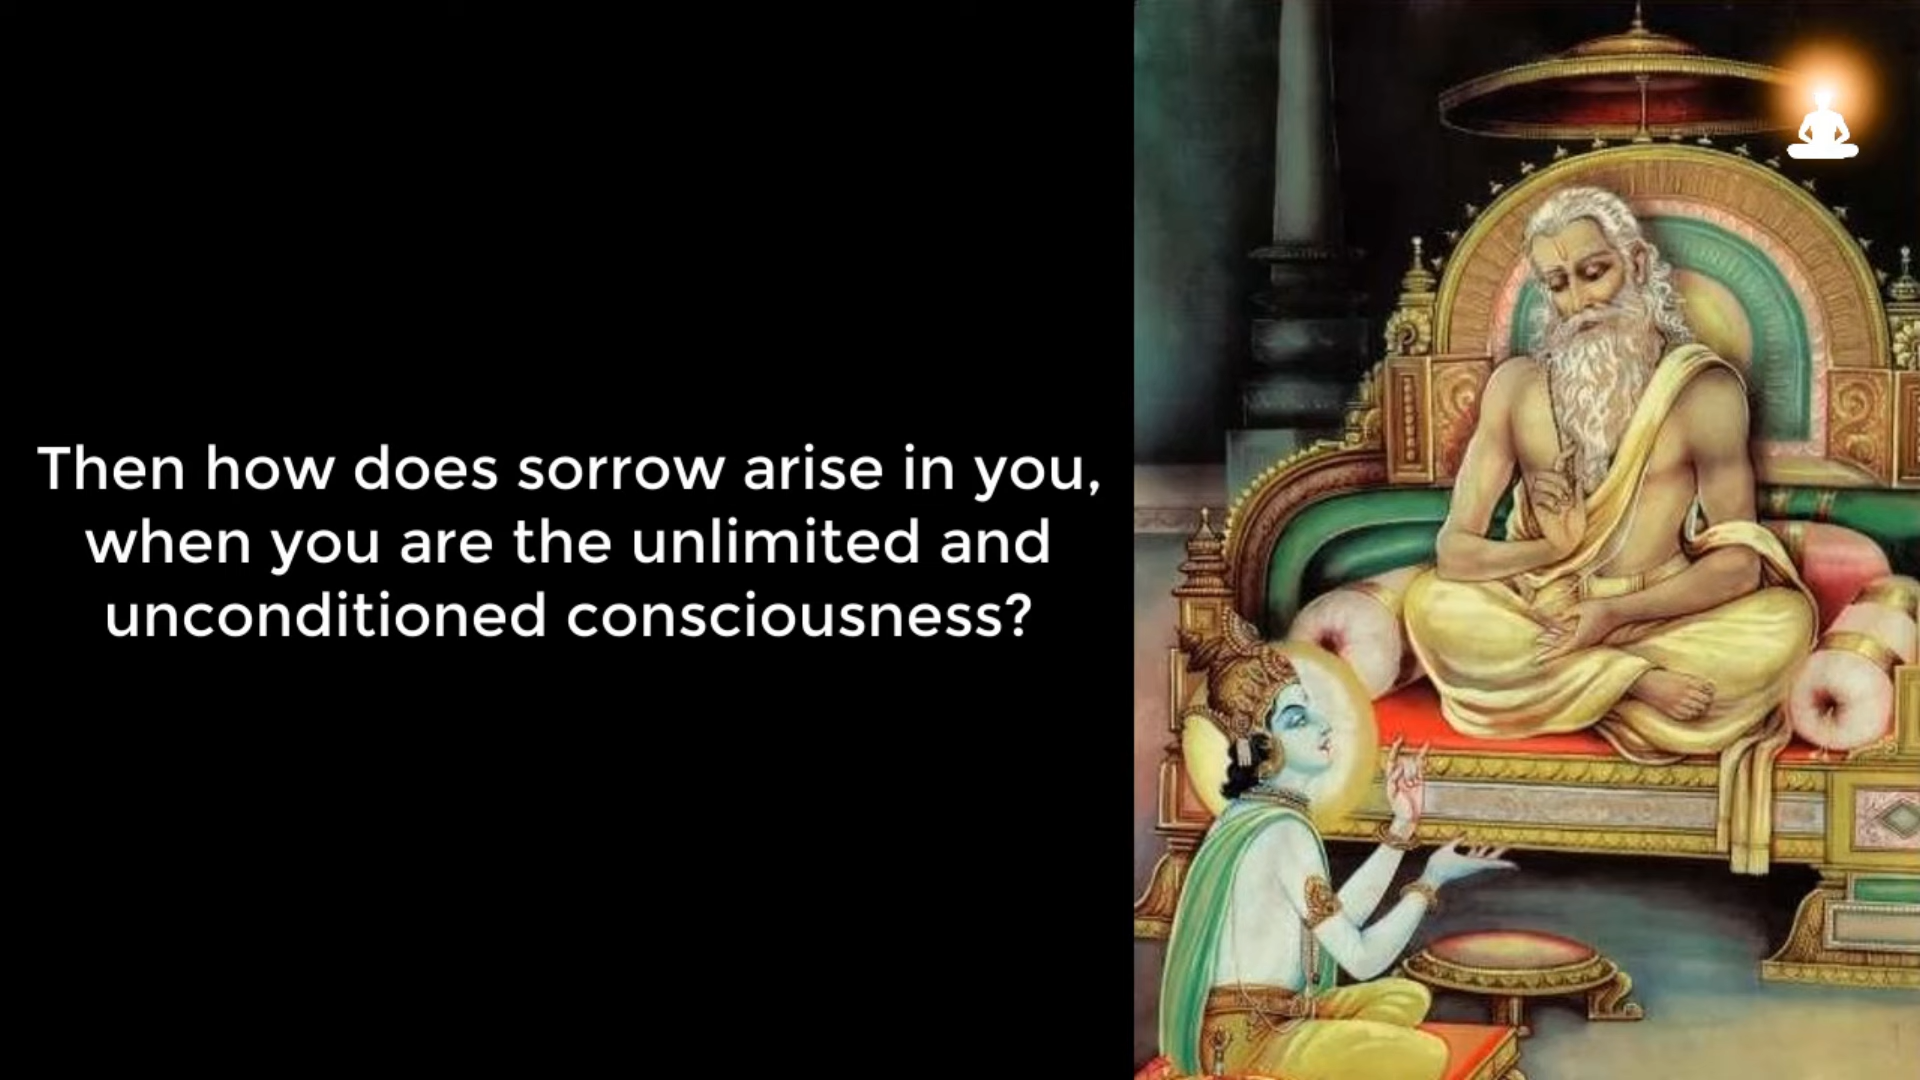 Then how does sorrow arise in you,
when you are the unlimited and
unconditioned consciousness?